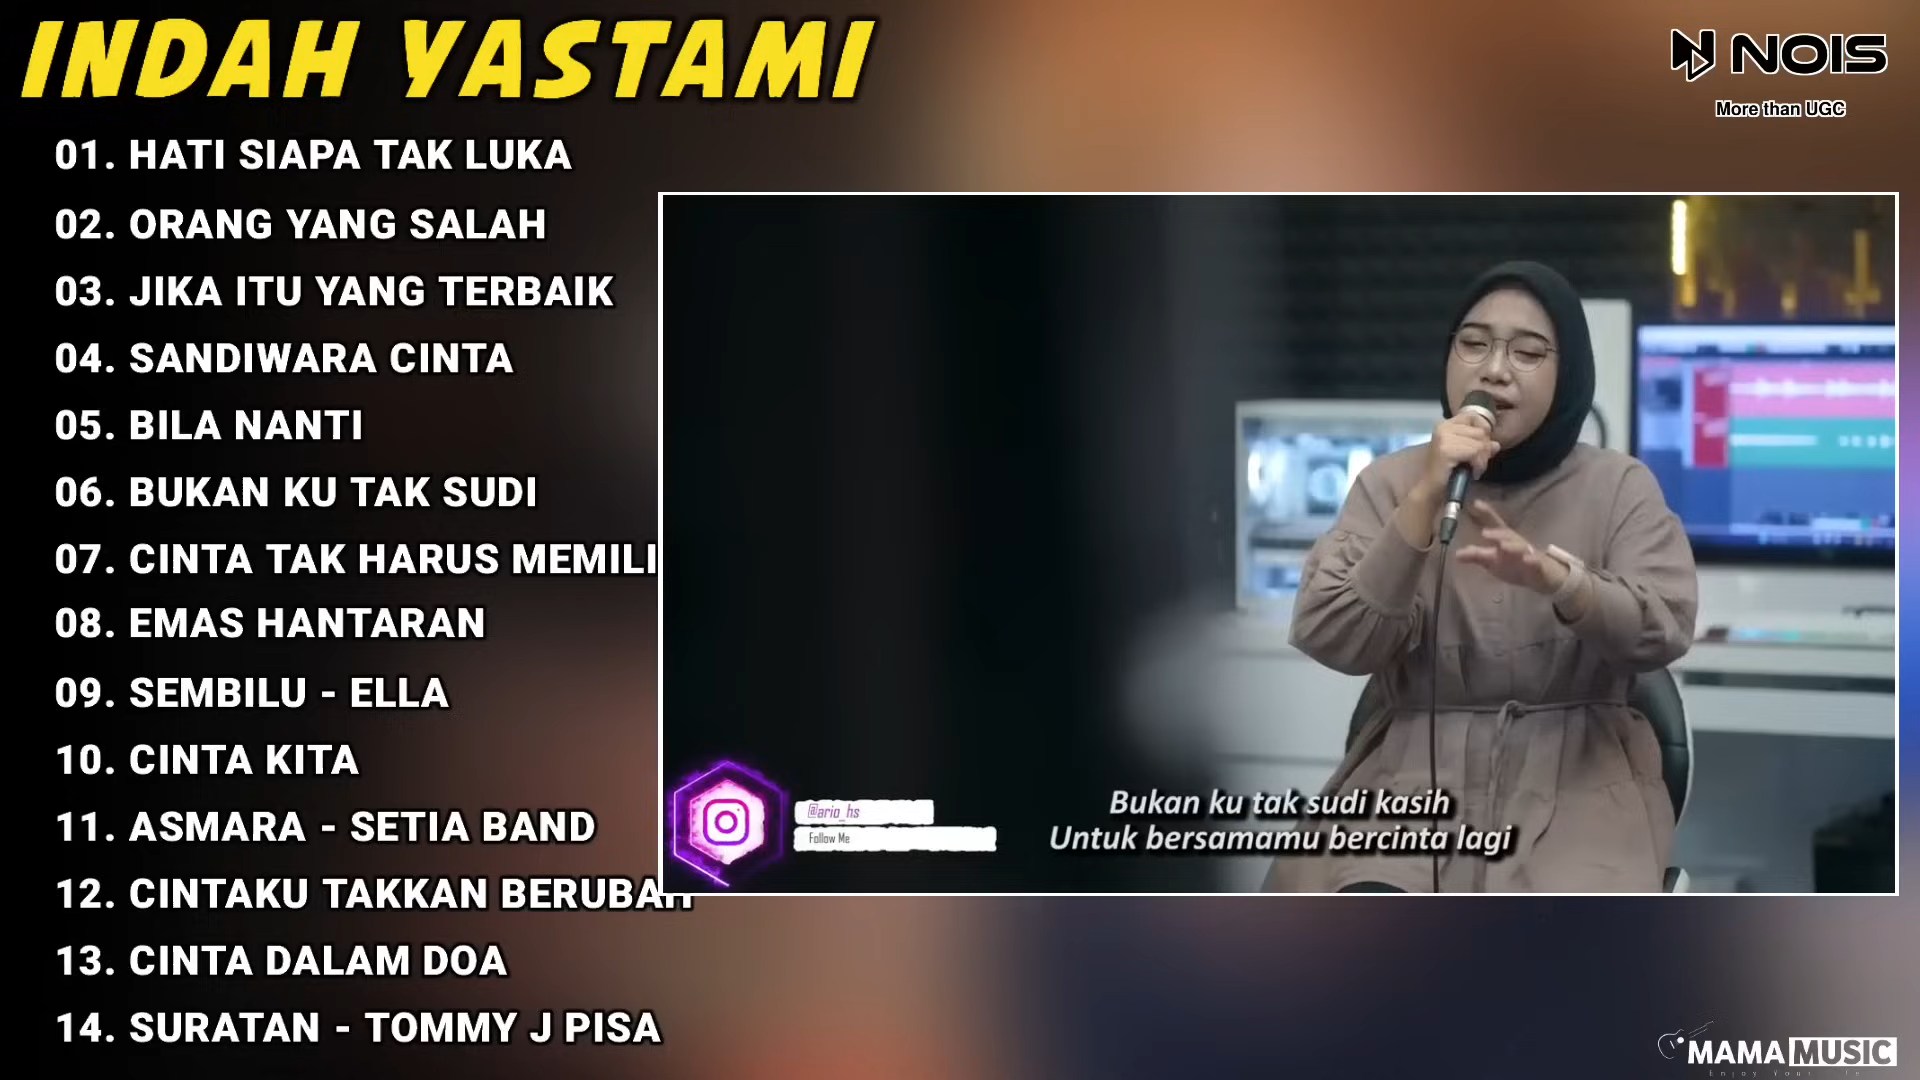 INDAH YASTAMI
NOIS
More than UGC
01. HATI SIAPA TAK LUKA
02. ORANG YANG SALAH
03. JIKA ITU YANG TERBAIK
04. SANDIWARA CINTA
05. BILA NANTI
06. BUKAN KU TAK SUDI
07. CINTA TAK HARUS MEMILI
08. EMAS HANTARAN
09. SEMBILU - ELLA
10. CINTA KITA
11. ASMARA - SETIA BAND
12. CINTAKU TAKKAN BERUBAH
13. CINTA DALAM DOA
14. SURATAN - TOMMY J PISA
@ario_hs
Follow Me
Bukan ku tak sudi kasih
Untuk bersamamu bercinta lagi
MAMA MUSIC
Enjoy Your